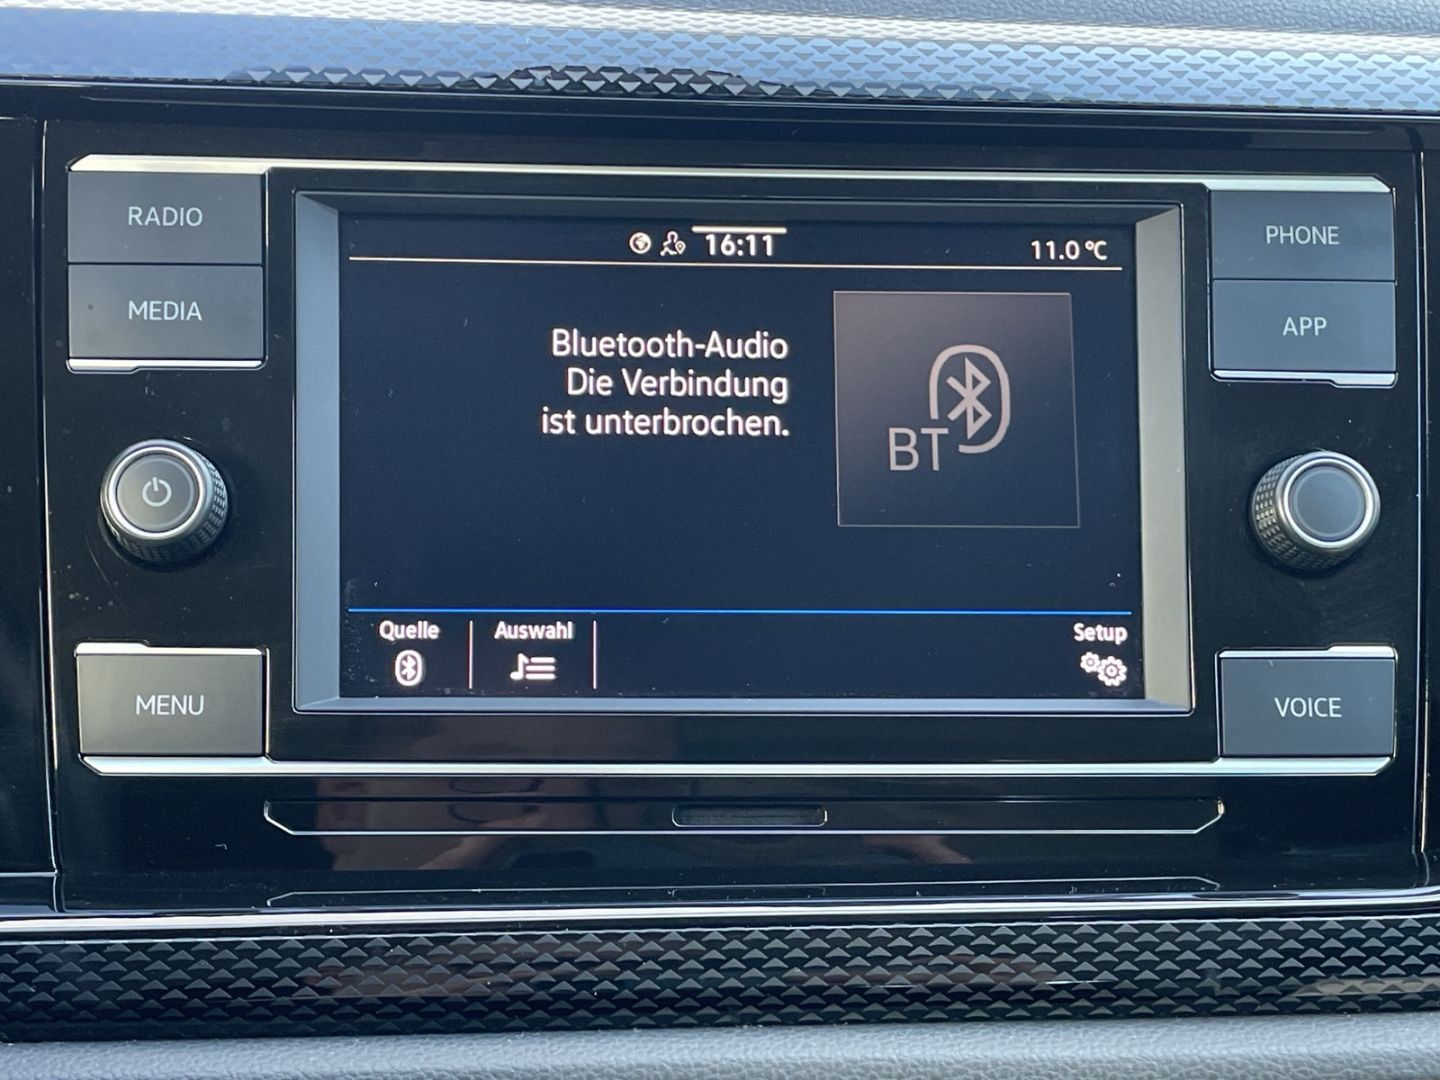 RADIO
MEDIA
MENU
16:11
11.0 °C
Bluetooth-Audio
Die Verbindung
ist unterbrochen.
BT
Quelle
Auswahl
Setup
PHONE
APP
VOICE